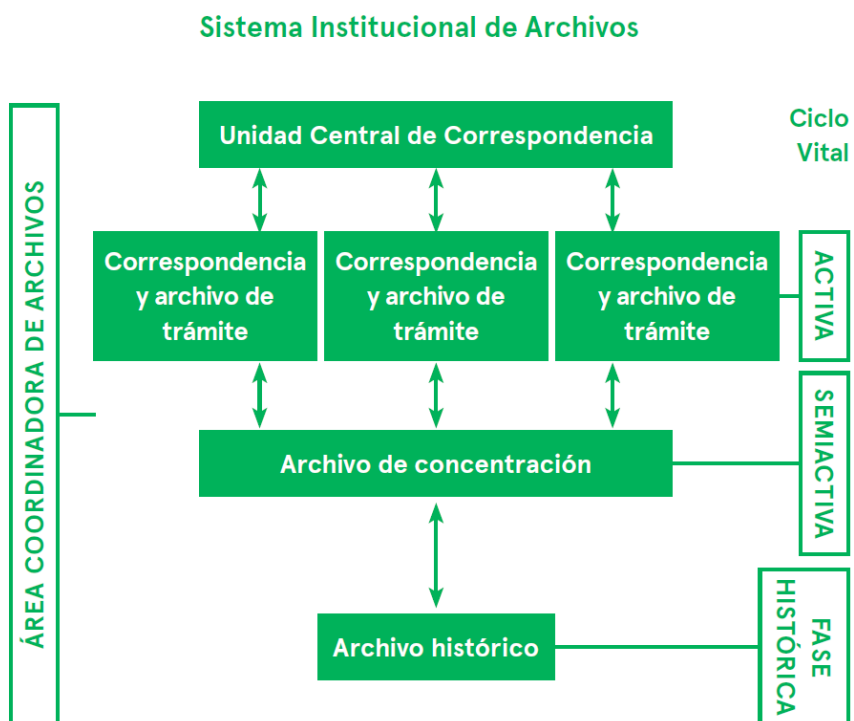 Sistema Institucional de Archivos
Unidad Central de Correspondencia
Ciclo
Vital
ÁREA COORDINADORA DE ARCHIVOS
Correspondencia
y archivo de
trámite
Correspondencia
y archivo de
trámite
Correspondencia
y archivo de
trámite
ACTIVA
Archivo de concentración
SEMIACTIVA
Archivo histórico
FASE
HISTÓRICA